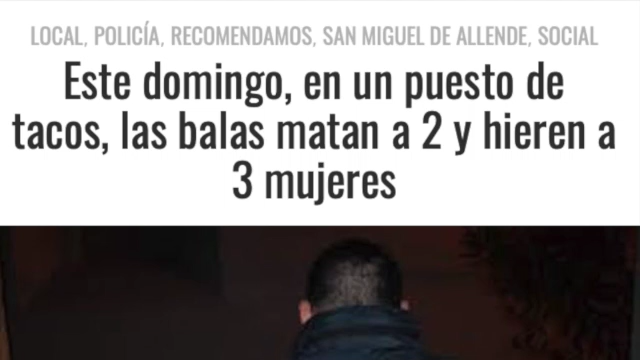 LOCAL, POLICÍA, RECOMENDAMOS, SAN MIGUEL DE ALLENDE, SOCIAL
Este domingo, en un puesto de
tacos, las balas matan a 2 y hieren a
3 mujeres